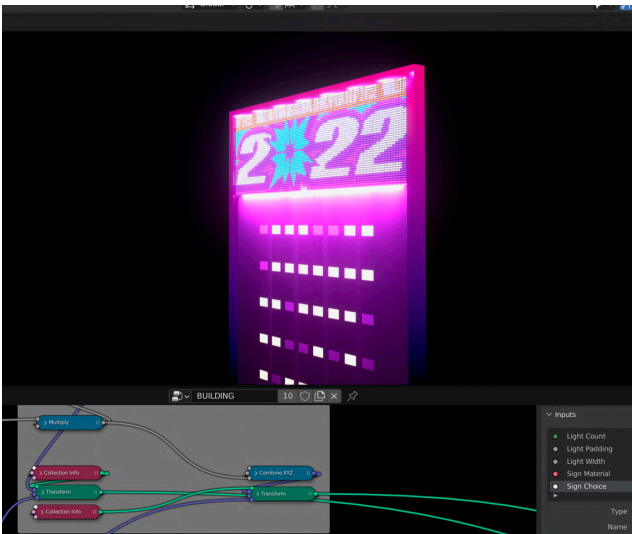 2022
BUILDING
10
Multiply
Inputs
Light Count
Light Padding
Collection Info
Combine XYZ
Light Width
Sign Material
Transform
Transform
Sign Choice
Collection Info
Type
Name